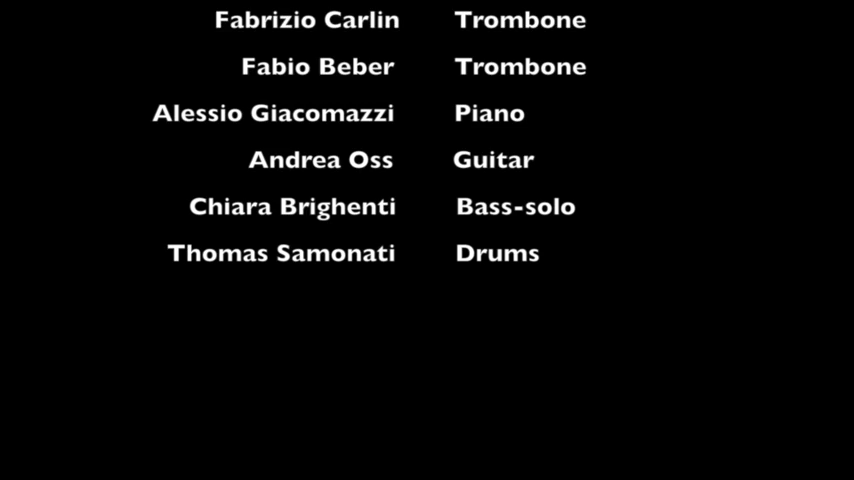 Fabrizio Carlin Trombone
Fabio Beber Trombone
Alessio Giacomazzi Piano
Andrea Oss Guitar
Chiara Brighenti Bass-solo
Thomas Samonati Drums